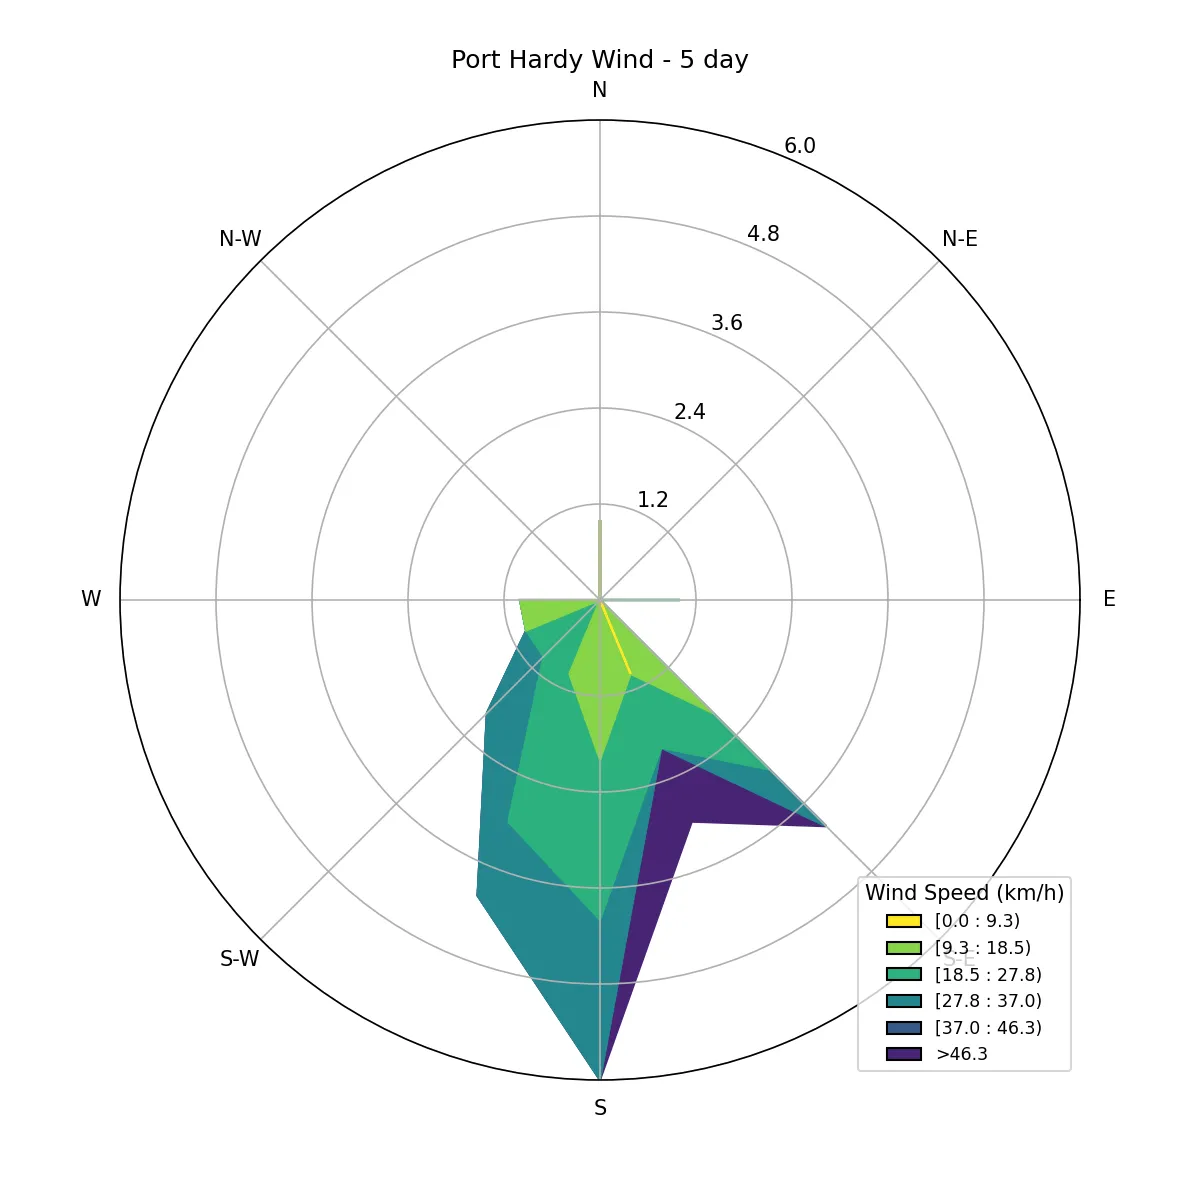 Port Hardy Wind - 5 day
N
6.0
N-W
N-E
4.8
3.6
2.4
1.2
W
E
Wind Speed (km/h)
[0.0 : 9.3)
[9.3 : 18.5)
S-W
S-E
[18.5 : 27.8)
[27.8 : 37.0)
[37.0 : 46.3)
>46.3
S